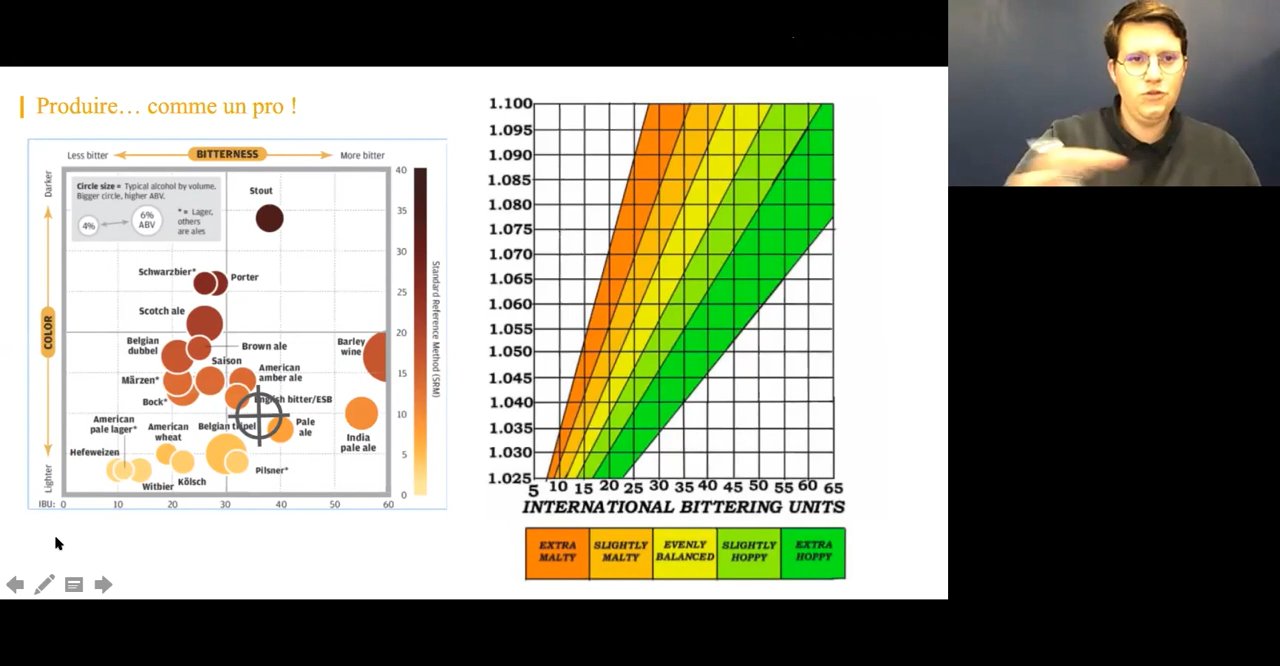 Produire… comme un pro !
Less bitter
BITTERNESS
More bitter
Darker
COLOR
Lighter
Circle size = Typical alcohol by volume.
Bigger circle, higher ABV.
4%
6%
ABV
* = Lager,
others
are ales
Stout
Schwarzbier*
Porter
Scotch ale
Belgian
dubbel
Brown ale
Barley
wine
Saison
Märzen*
American
amber ale
Bock*
English bitter/ESB
American
pale lager*
American
wheat
Belgian tripel
Pale
ale
India
pale ale
Hefeweizen
Pilsner*
Witbier
Kölsch
IBU: 0 10 20 30 40 50 60
40
35
30
25
20
15
10
5
0
Standard Reference Method (SRM)
1.100
1.095
1.090
1.085
1.080
1.075
1.070
1.065
1.060
1.055
1.050
1.045
1.040
1.035
1.030
1.025
5 10 15 20 25 30 35 40 45 50 55 60 65
INTERNATIONAL BITTERING UNITS
EXTRA
MALTY
SLIGHTLY
MALTY
EVENLY
BALANCED
SLIGHTLY
HOPPY
EXTRA
HOPPY